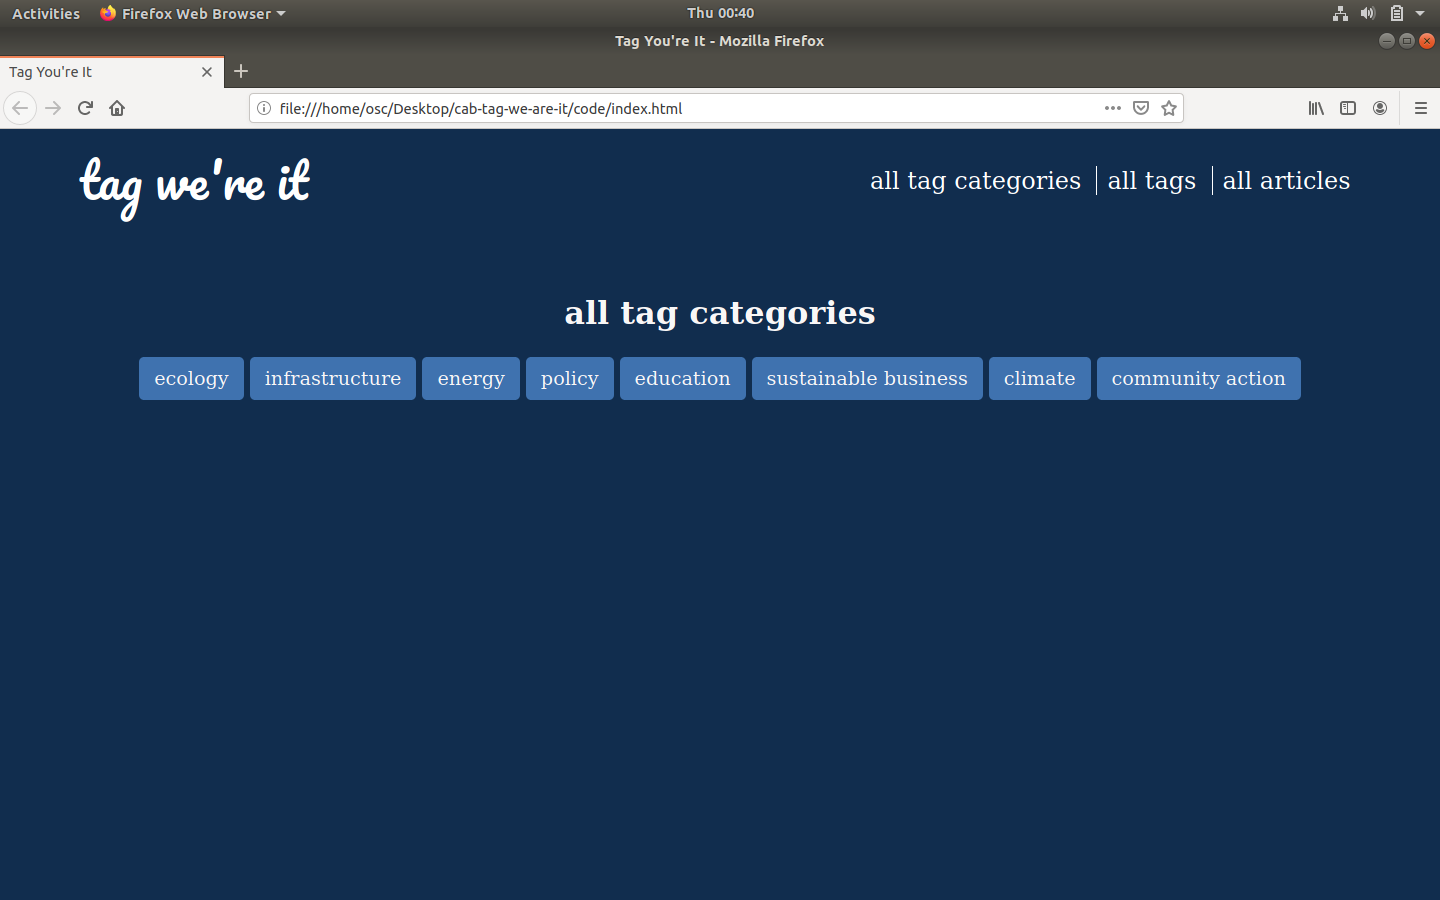 Activities Firefox Web Browser Thu 00:40
Tag You're It - Mozilla Firefox
Tag You're It
file:///home/osc/Desktop/cab-tag-we-are-it/code/index.html
tag we're it
all tag categories all tags all articles
all tag categories
ecology infrastructure energy policy education sustainable business climate community action